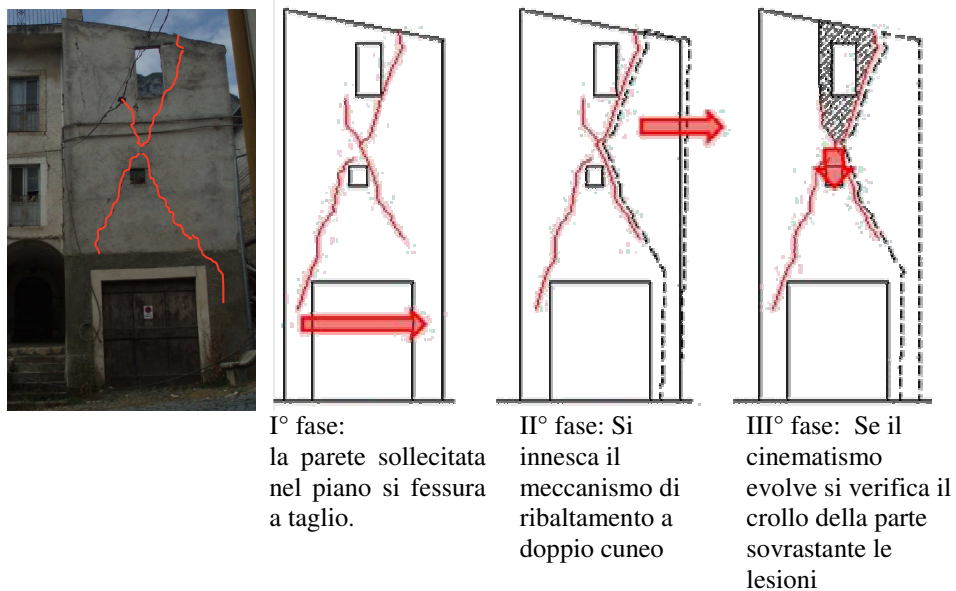 I° fase:
la parete sollecitata
nel piano si fessura
a taglio.
II° fase: Si
innesca il
meccanismo di
ribaltamento a
doppio cuneo
III° fase: Se il
cinematismo
evolve si verifica il
crollo della parte
sovrastante le
lesioni